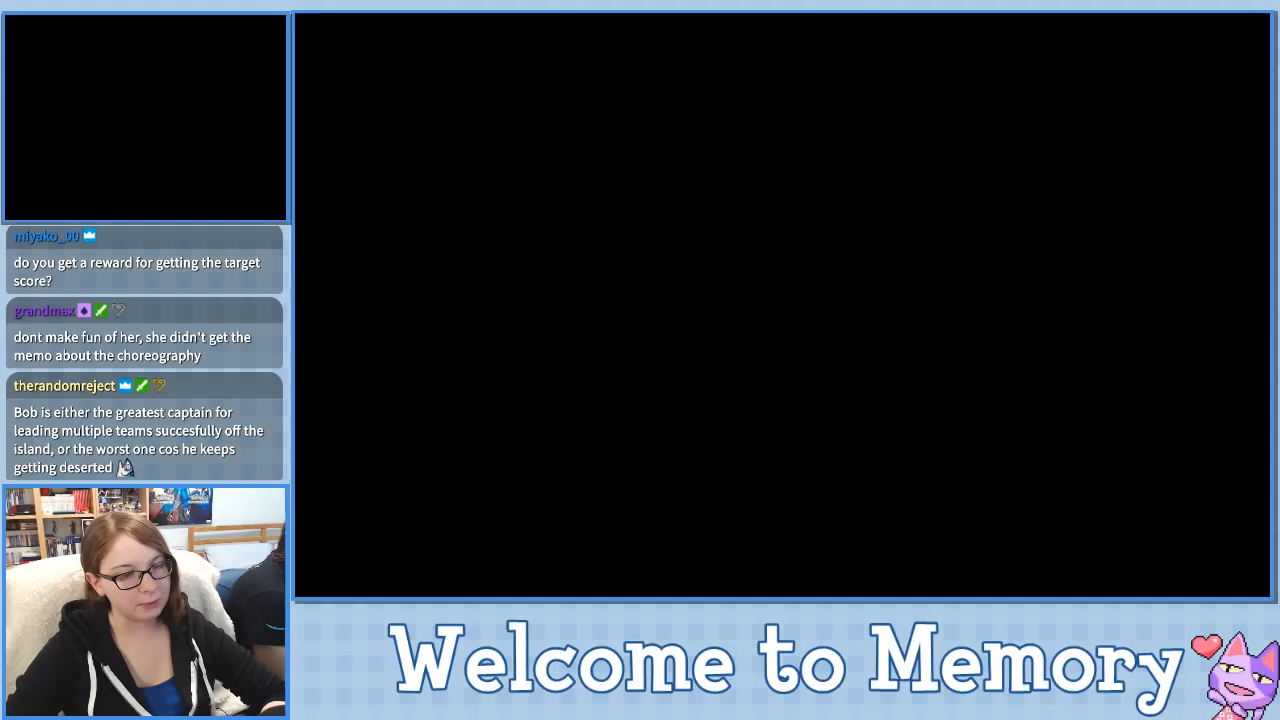 miyako_00
do you get a reward for getting the target
score?
grandmax
dont make fun of her, she didn't get the
memo about the choreography
therandomreject
Bob is either the greatest captain for
leading multiple teams succesfully off the
island, or the worst one cos he keeps
getting deserted
Welcome to Memory